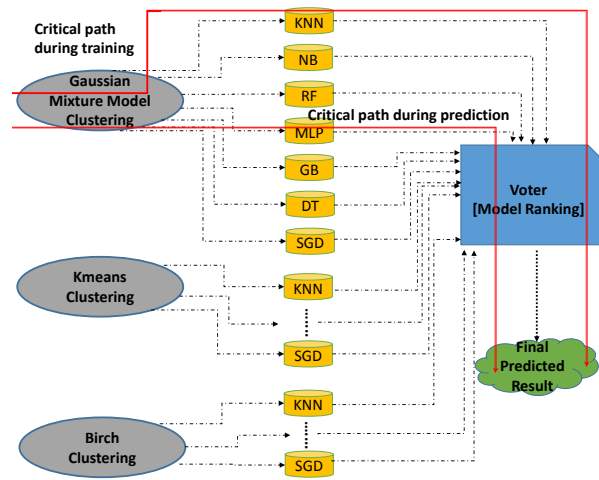 Critical path
during training
KNN
NB
Gaussian
Mixture Model
Clustering
RF
Critical path during prediction
MLP
GB
DT
SGD
Voter
[Model Ranking]
Kmeans
Clustering
KNN
SGD
Final
Predicted
Result
Birch
Clustering
KNN
SGD